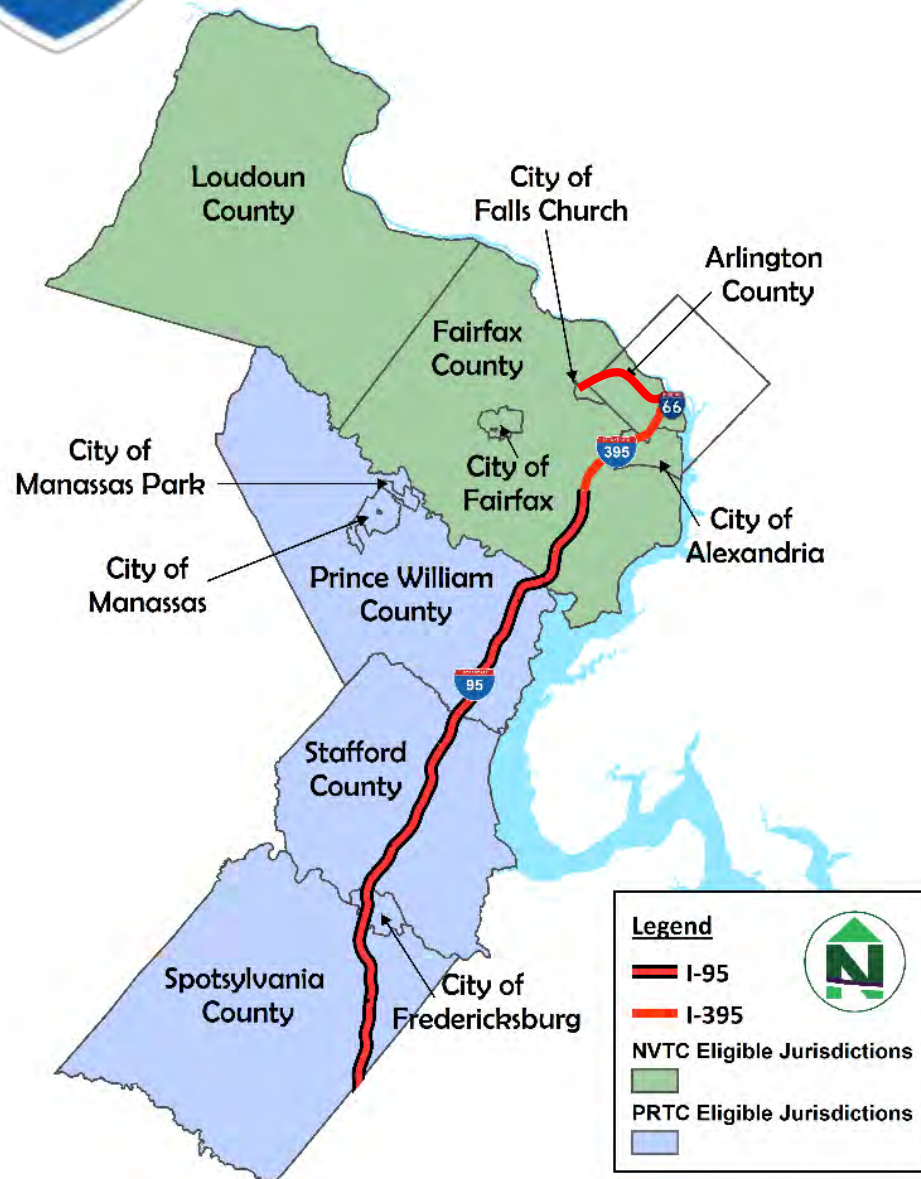 Loudoun
County
City of
Falls Church
Arlington
County
Fairfax
County
66
395
City of
Manassas Park
City of
Fairfax
City of
Alexandria
City of
Manassas
Prince William
County
95
Stafford
County
Spotsylvania
County
City of
Fredericksburg
Legend
N
I-95
I-395
NVTC Eligible Jurisdictions
PRTC Eligible Jurisdictions